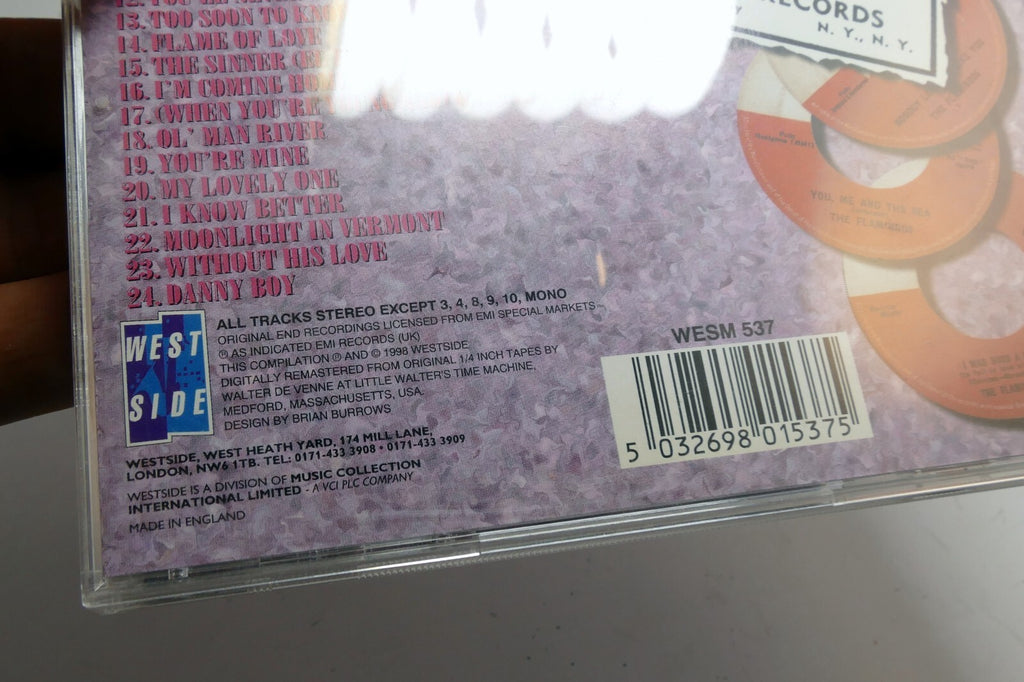 13. TOO SOON TO KN
14. FLAME OF LOVE
15. THE SINNER
16. I'M COMING HO
17. (WHEN YOU'RE
18. OL' MAN RIVER
19. YOU'RE MINE
20. MY LOVELY ONE
21. I KNOW BETTER
22. MOONLIGHT IN VERMONT
23. WITHOUT HIS LOVE
24. DANNY BOY
WEST
SIDE
ALL TRACKS STEREO EXCEPT 3, 4, 8, 9, 10, MONO
ORIGINAL END RECORDINGS LICENSED FROM EMI SPECIAL MARKETS
℗ AS INDICATED EMI RECORDS (UK)
THIS COMPILATION ℗ AND © 1998 WESTSIDE
DIGITALLY REMASTERED FROM ORIGINAL 1/4 INCH TAPES BY
WALTER DE VENNE AT LITTLE WALTER'S TIME MACHINE,
MEDFORD, MASSACHUSETTS, USA.
DESIGN BY BRIAN BURROWS
WESTSIDE, WEST HEATH YARD, 174 MILL LANE,
LONDON, NW6 1TB. TEL: 0171-433 3908 • 0171-433 3909
WESTSIDE IS A DIVISION OF MUSIC COLLECTION
INTERNATIONAL LIMITED - A VCI PLC COMPANY
MADE IN ENGLAND
RECORDS
N. Y., N. Y.
YOU, ME AND THE SEA
THE FLAMINGOS
THE FLAM
WESM 537
5 032698 015375